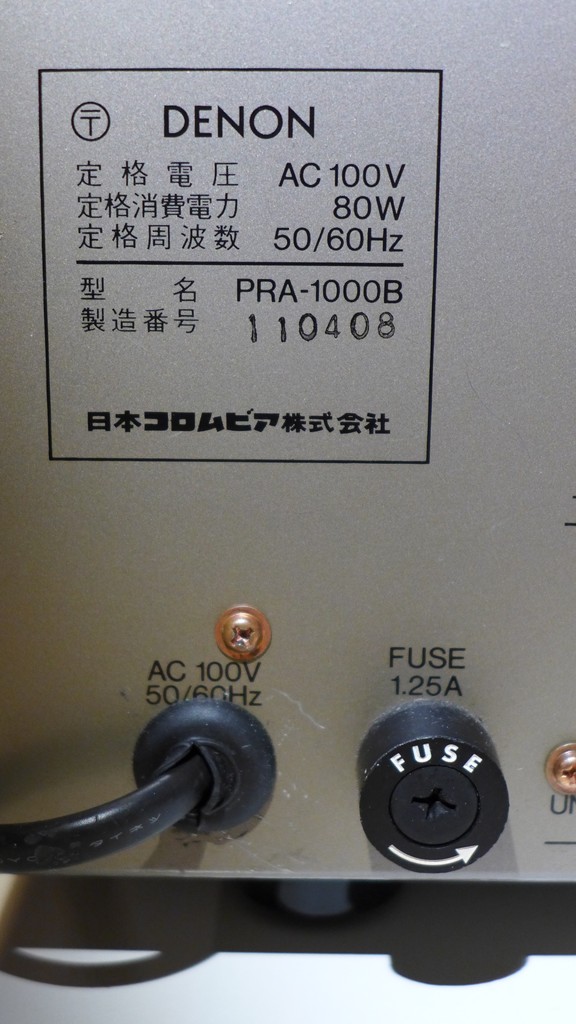 〒 DENON
定格電圧 AC 100V
定格消費電力 80W
定格周波数 50/60Hz
型名 PRA-1000B
製造番号 110408
日本コロムビア株式会社
AC 100V
50/60Hz
FUSE
1.25A
FUSE
UN